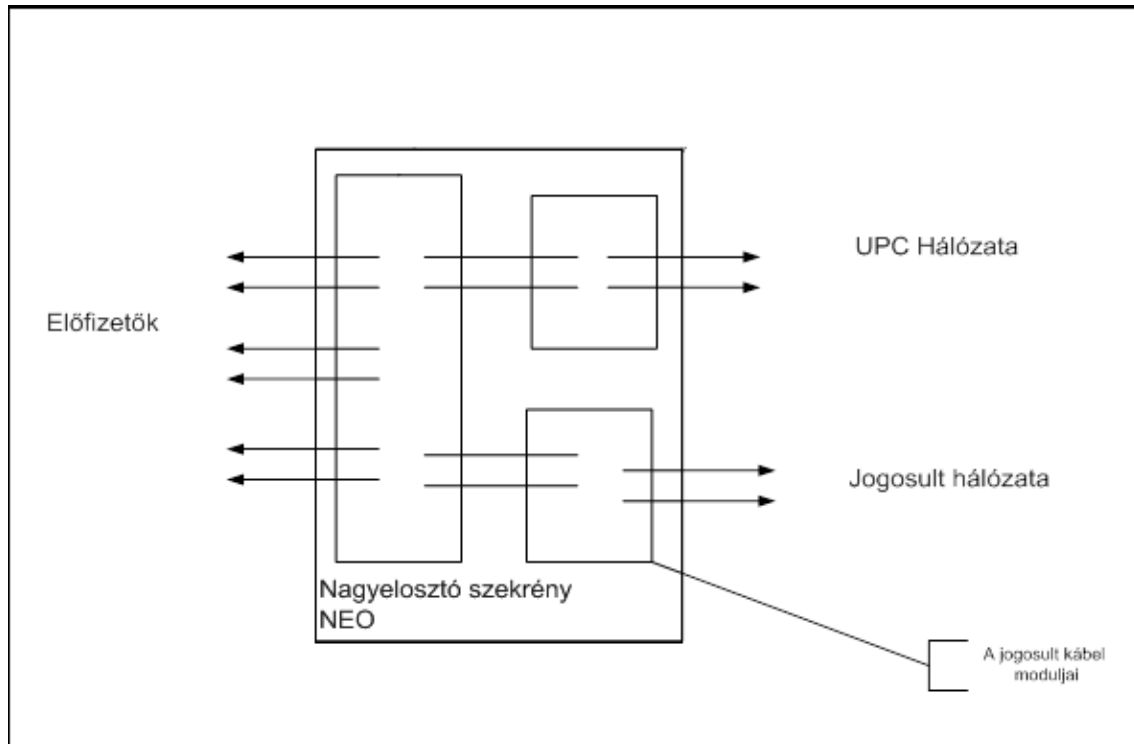 UPC Hálózata
Előfizetők
Jogosult hálózata
Nagyelosztó szekrény
NEO
A jogosult kábel
moduljai